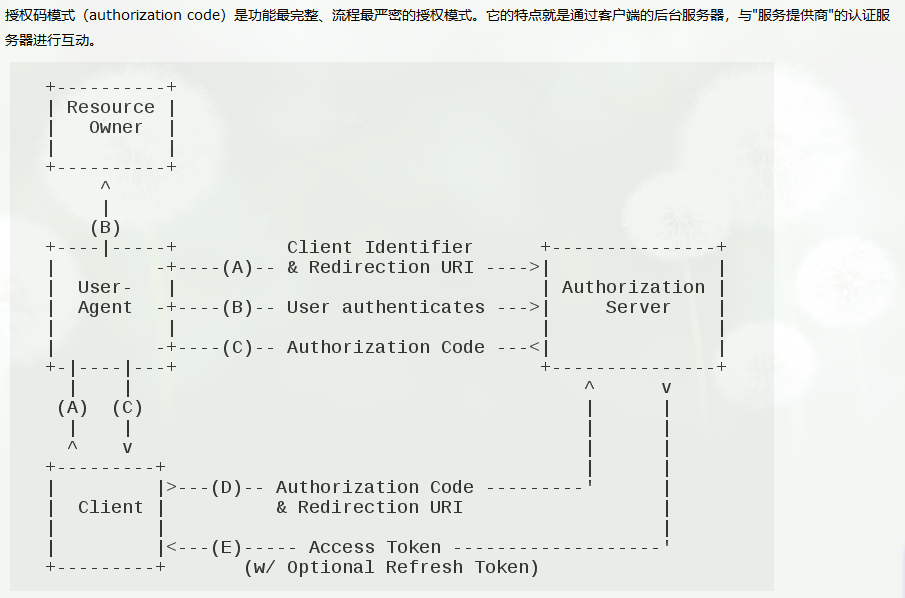 授权码模式（authorization code）是功能最完整、流程最严密的授权模式。它的特点就是通过客户端的后台服务器，与"服务提供商"的认证服
务器进行互动。
+----------+
| Resource |
|   Owner  |
|          |
+----------+
     ^
     |
    (B)
+----|-----+          Client Identifier      +---------------+
|         -+----(A)-- & Redirection URI ---->|               |
|  User-   |                                 | Authorization |
|  Agent  -+----(B)-- User authenticates --->|     Server    |
|          |                                 |               |
|         -+----(C)-- Authorization Code ---<|               |
+-|----|---+                                 +---------------+
  |    |                                         ^      v
 (A)  (C)                                        |      |
  |    |                                         |      |
  ^    v                                         |      |
+---------+                                      |      |
|         |>---(D)-- Authorization Code ---------'      |
|  Client |          & Redirection URI                  |
|         |                                             |
|         |<---(E)----- Access Token -------------------'
+---------+       (w/ Optional Refresh Token)